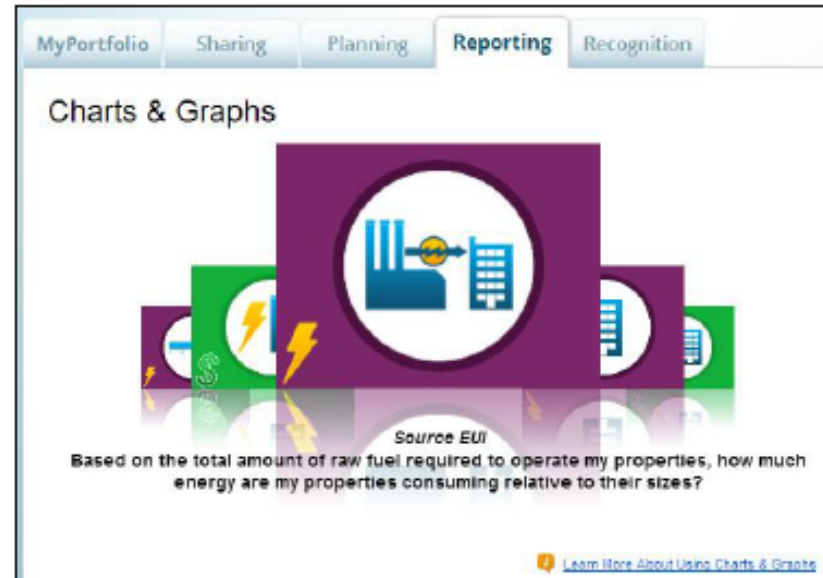 MyPortfolio Sharing Planning Reporting Recognition
Charts & Graphs
$
Source EUI
Based on the total amount of raw fuel required to operate my properties, how much
energy are my properties consuming relative to their sizes?
Learn More About Using Charts & Graphs